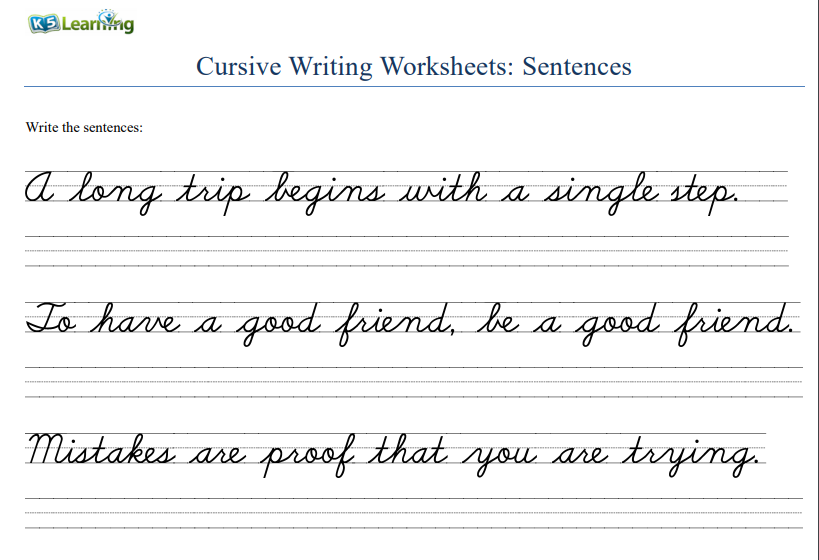 K5 Learning
Cursive Writing Worksheets: Sentences
Write the sentences:
A long trip begins with a single step.
To have a good friend, be a good friend.
Mistakes are proof that you are trying.